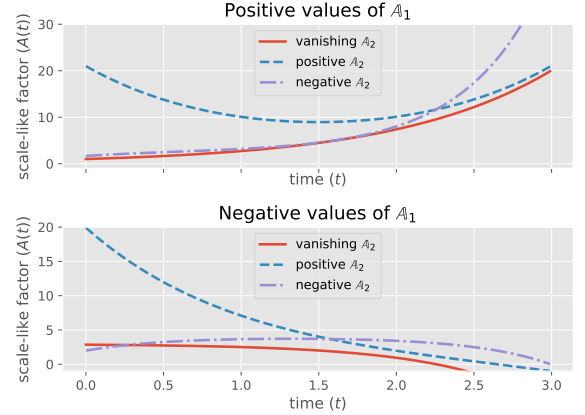 Positive values of 𝔸₁
scale-like factor (A(t))
30
20
10
0
vanishing 𝔸₂
positive 𝔸₂
negative 𝔸₂
time (t)
Negative values of 𝔸₁
scale-like factor (A(t))
20
15
10
5
0
vanishing 𝔸₂
positive 𝔸₂
negative 𝔸₂
0.0 0.5 1.0 1.5 2.0 2.5 3.0
time (t)